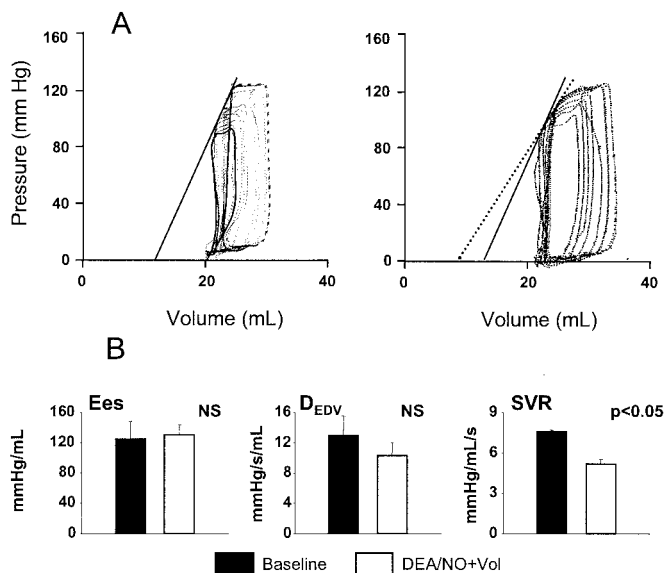 A
Pressure (mm Hg)
160
120
80
40
0
0
20
40
Volume (mL)
160
120
80
40
0
0
20
40
Volume (mL)
B
Ees
NS
mmHg/mL
160
120
80
40
0
D_EDV
NS
mmHg/s/mL
16
12
8
4
0
SVR
p<0.05
mmHg/mL/s
9
6
3
0
Baseline
DEA/NO+Vol